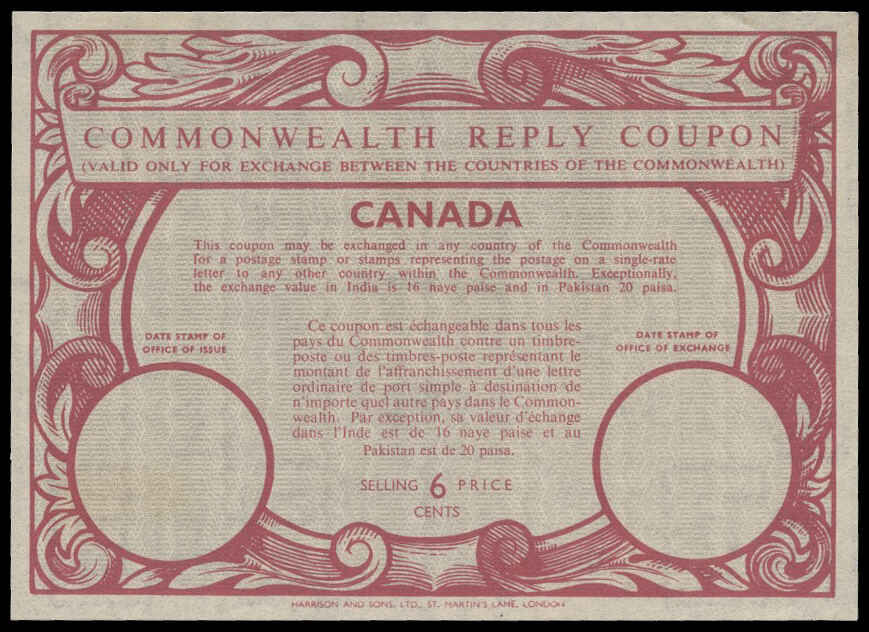 COMMONWEALTH REPLY COUPON
(VALID ONLY FOR EXCHANGE BETWEEN THE COUNTRIES OF THE COMMONWEALTH)
CANADA
This coupon may be exchanged in any country of the Commonwealth
for a postage stamp or stamps representing the postage on a single-rate
letter to any other country within the Commonwealth. Exceptionally,
the exchange value in India is 16 naye paise and in Pakistan 20 paisa.
DATE STAMP OF
OFFICE OF ISSUE
Ce coupon est échangeable dans tous les
pays du Commonwealth contre un timbre-
poste ou des timbres-poste représentant le
montant de l'affranchissement d'une lettre
ordinaire de port simple à destination de
n'importe quel autre pays dans le Common-
wealth. Par exception, sa valeur d'échange
dans l'Inde est de 16 naye paise et au
Pakistan est de 20 paisa.
DATE STAMP OF
OFFICE OF EXCHANGE
SELLING 6 PRICE
CENTS
HARRISON AND SONS, LTD., ST. MARTIN'S LANE, LONDON